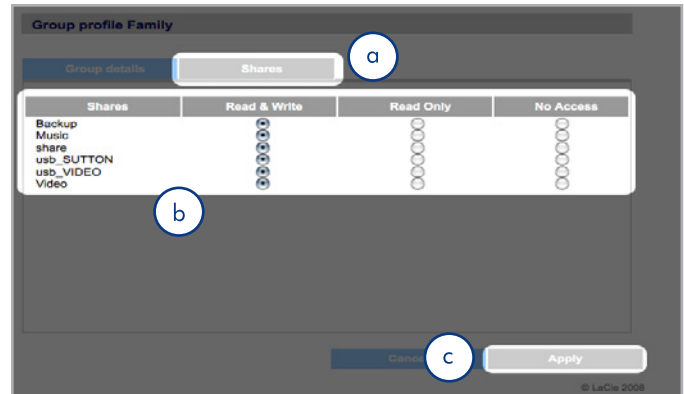 Group profile Family
a
Group details Shares
Shares Read & Write Read Only No Access
Backup
Music
share
usb_SUTTON
usb_VIDEO
Video
b
Cance c Apply
© LaCie 2008